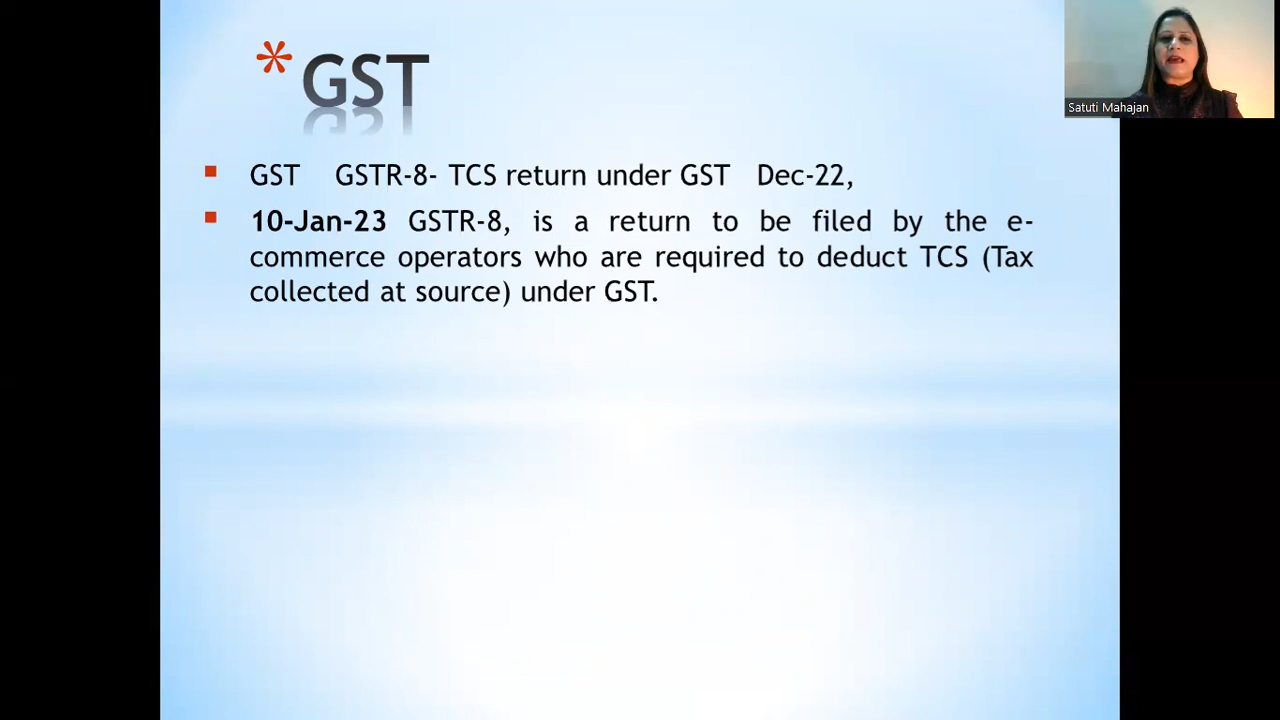 * GST
Satuti Mahajan
▪ GST GSTR-8- TCS return under GST Dec-22,
▪ 10-Jan-23 GSTR-8, is a return to be filed by the e-
commerce operators who are required to deduct TCS (Tax
collected at source) under GST.